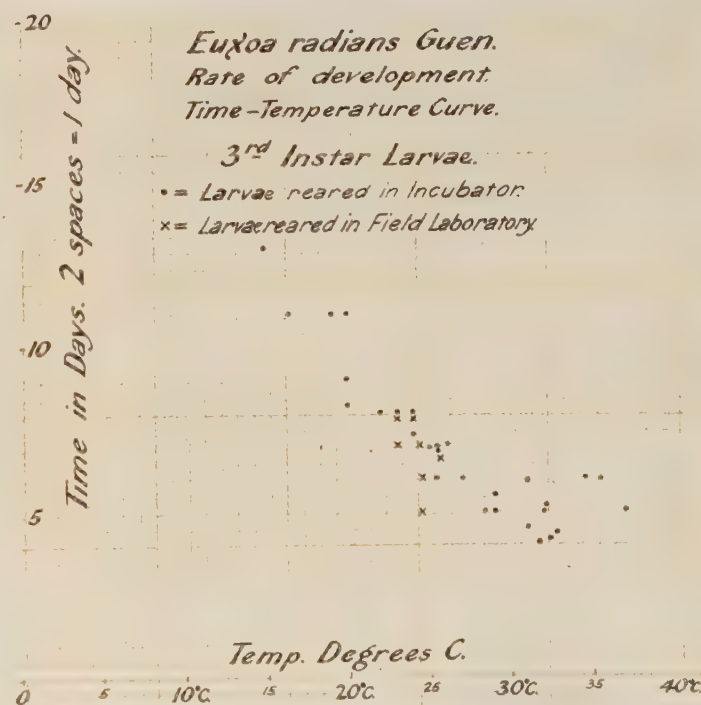 Euxoa radians Guen.
Rate of development.
Time-Temperature Curve.
3rd Instar Larvae.
• = Larvae reared in Incubator.
x = Larvae reared in Field Laboratory.
Time in Days. 2 spaces = 1 day.
20
15
10
5
Temp. Degrees C.
0 5 10°C. 15 20°C. 25 30°C. 35 40°C.